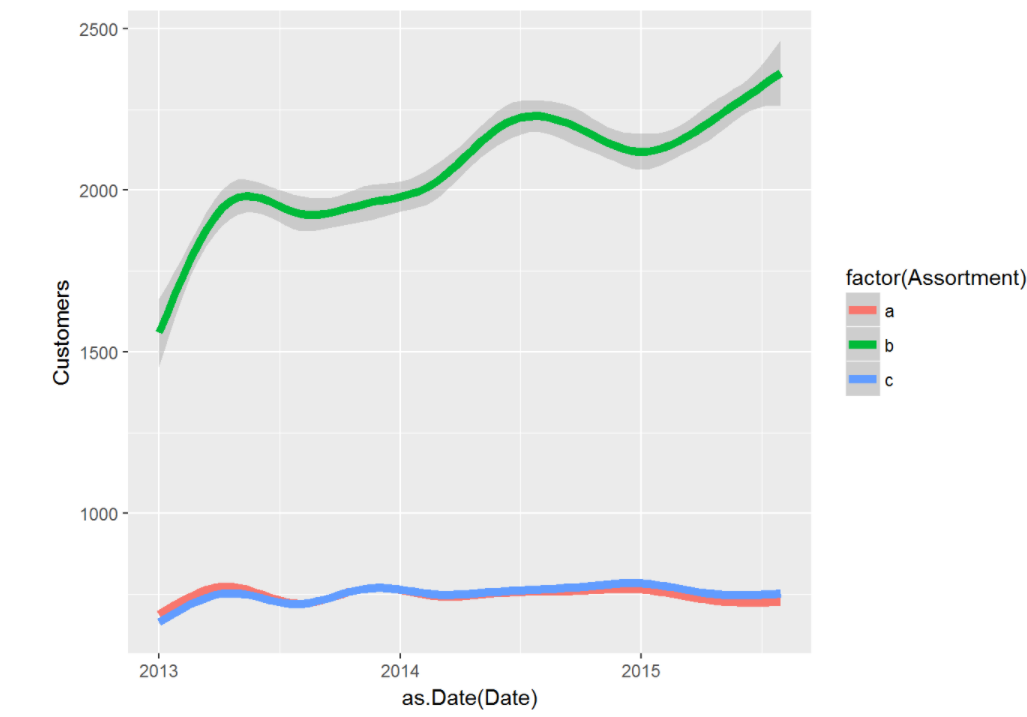 2500
2000
1500
1000
Customers
2013
2014
2015
as.Date(Date)
factor(Assortment)
a
b
c